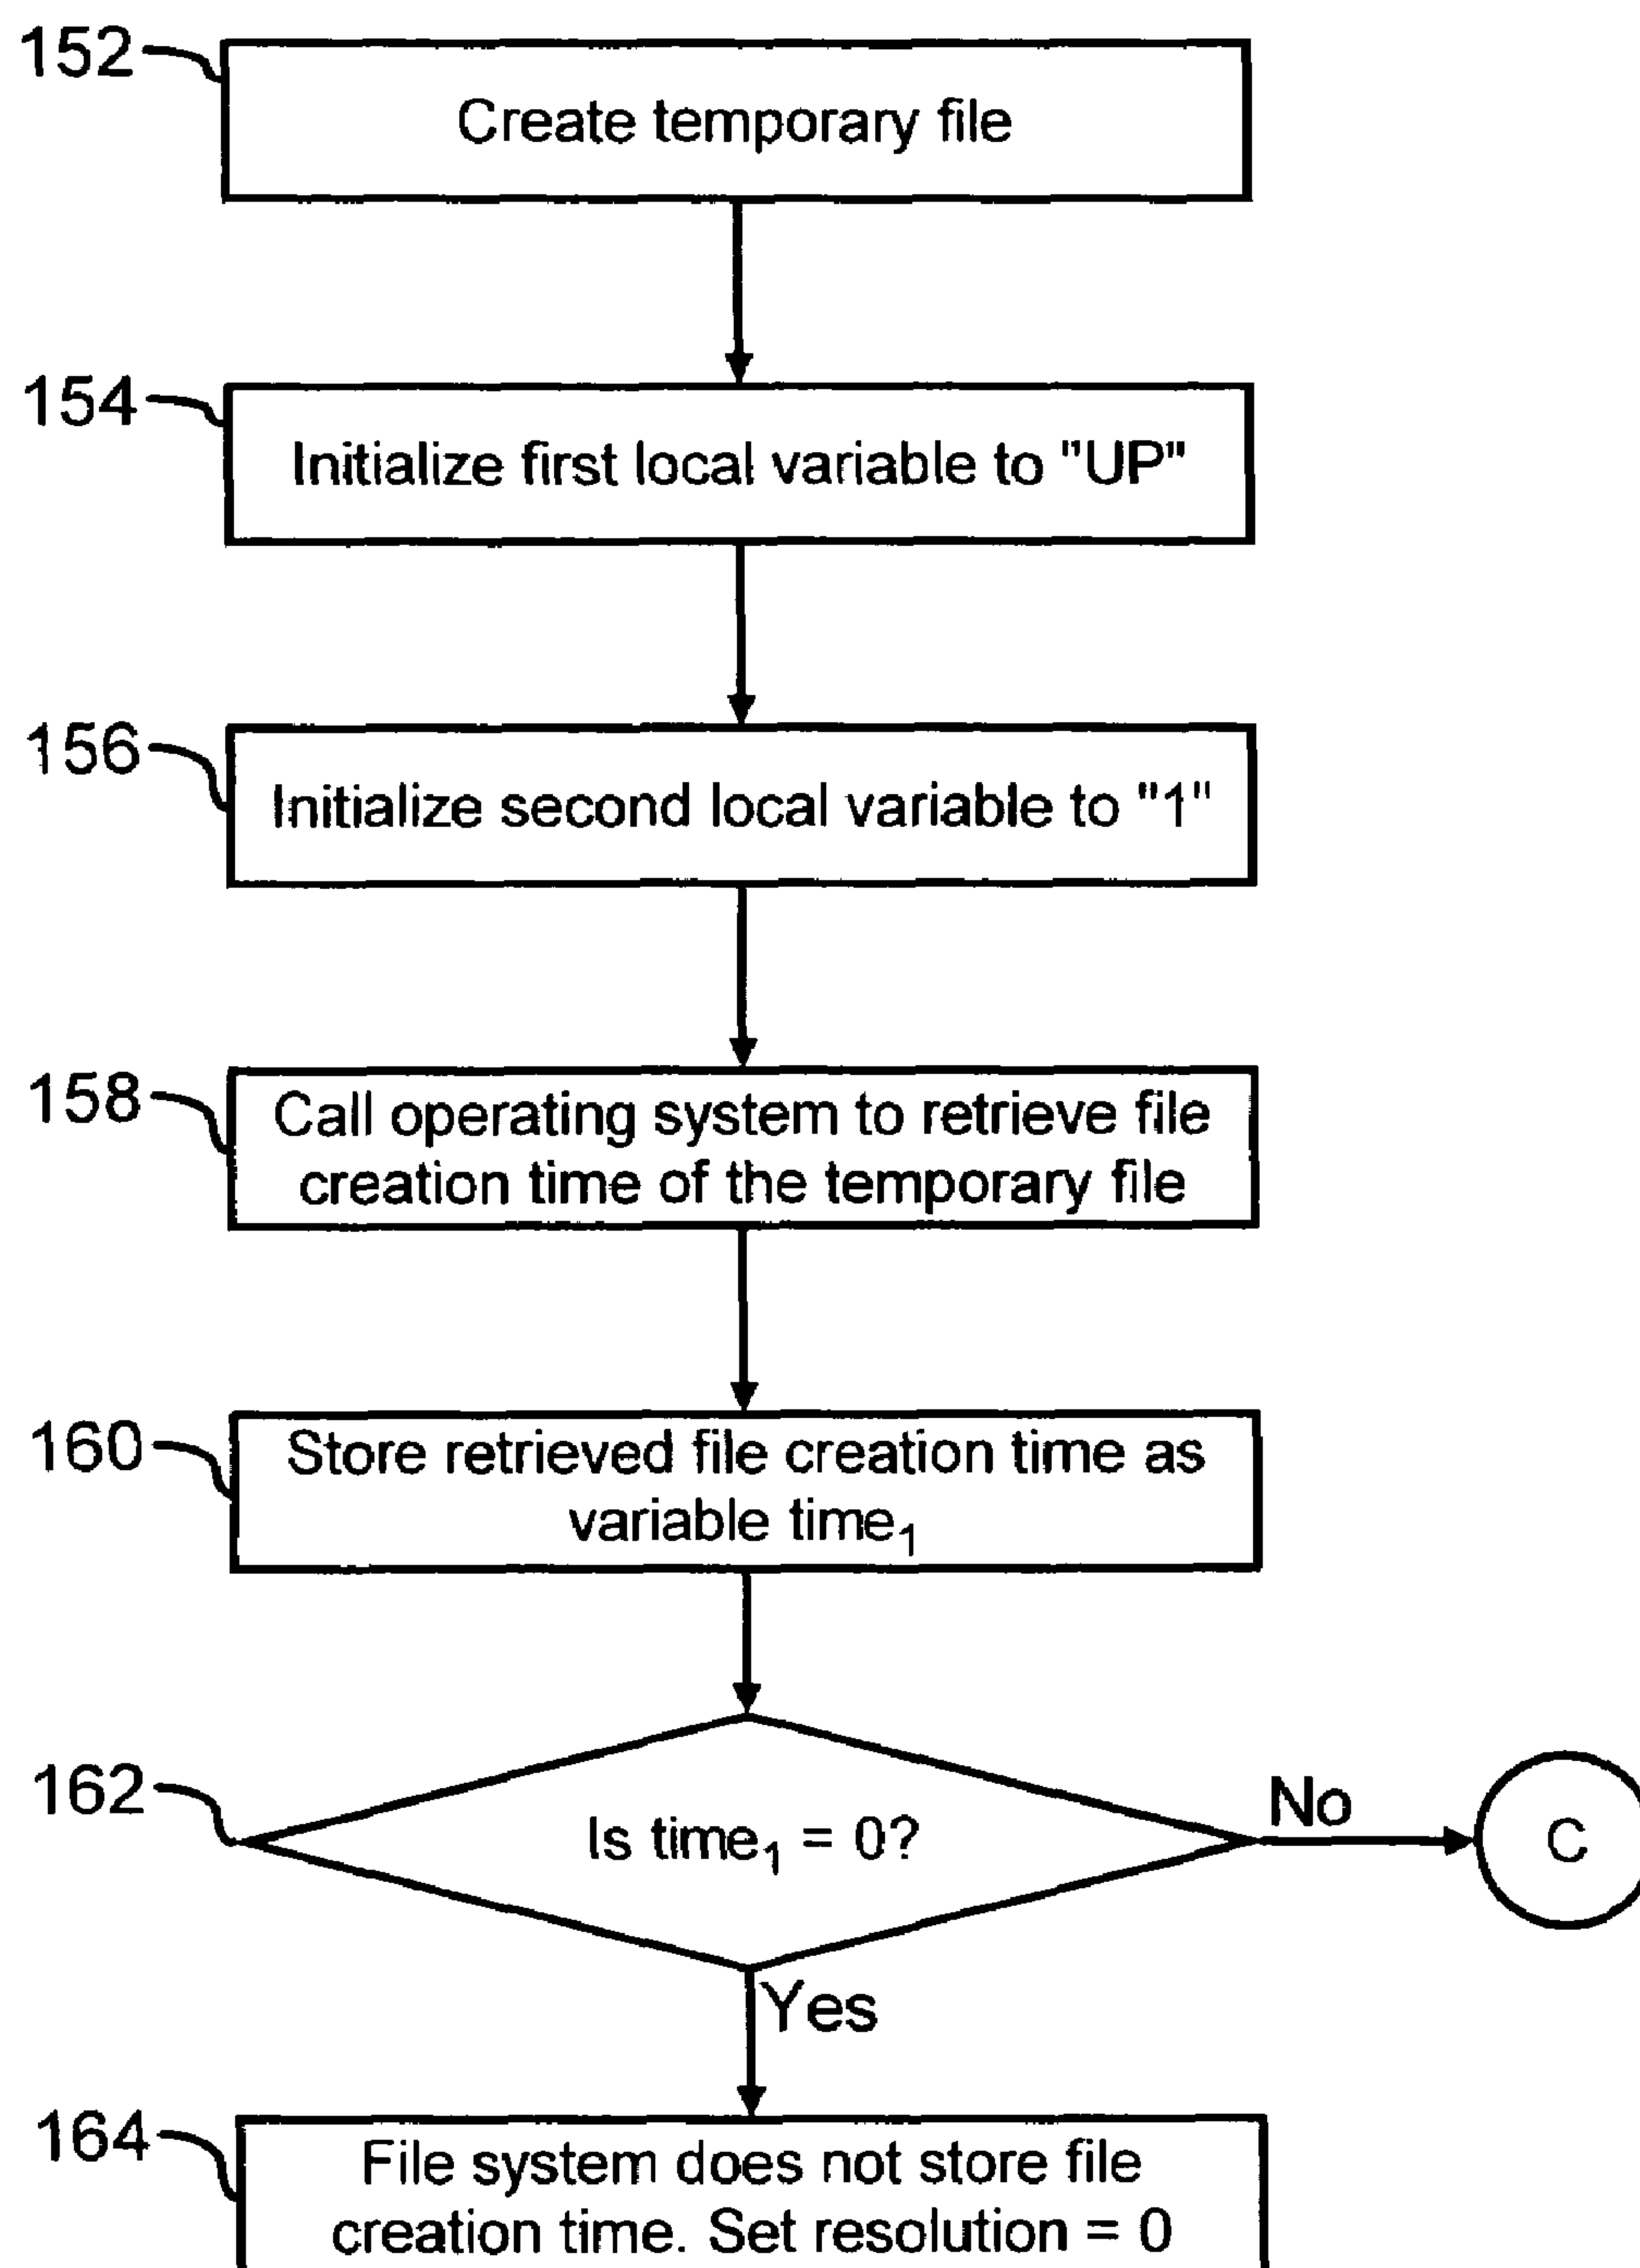 152
Create temporary file
154
Initialize first local variable to "UP"
156
Initialize second local variable to "1"
158
Call operating system to retrieve file
creation time of the temporary file
160
Store retrieved file creation time as
variable time₁
162
Is time₁ = 0?
No
C
Yes
164
File system does not store file
creation time. Set resolution = 0